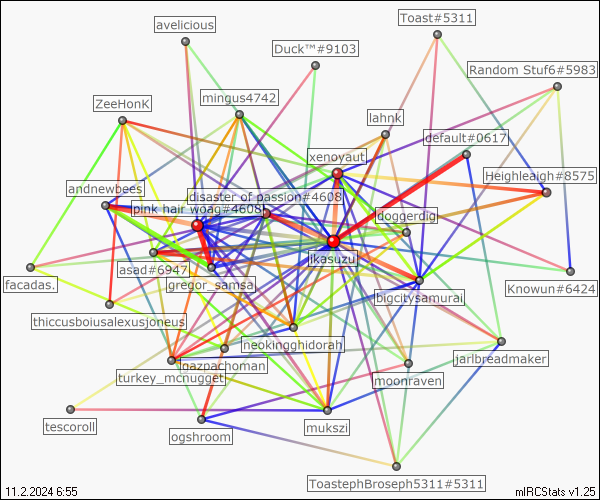 avelicious
Toast#5311
Duck™#9103
Random Stuf6#5983
ZeeHonK
mingus4742
lahnk
default#0617
xenoyaut
Heighleaigh#8575
andnewbees
disaster of passion#4608
pink hair woag#4608
doggerdig
jkasuzu
asad#6947
gregor_samsa
facadas.
Knowun#6424
bigcitysamurai
thiccusboiusalexusjoneus
neokingghidorah
jarlbreadmaker
gazpachoman
turkey_mcnugget
moonraven
tescoroll
mukszi
ogshroom
ToastephBroseph5311#5311
11.2.2024 6:55
mIRCStats v1.25